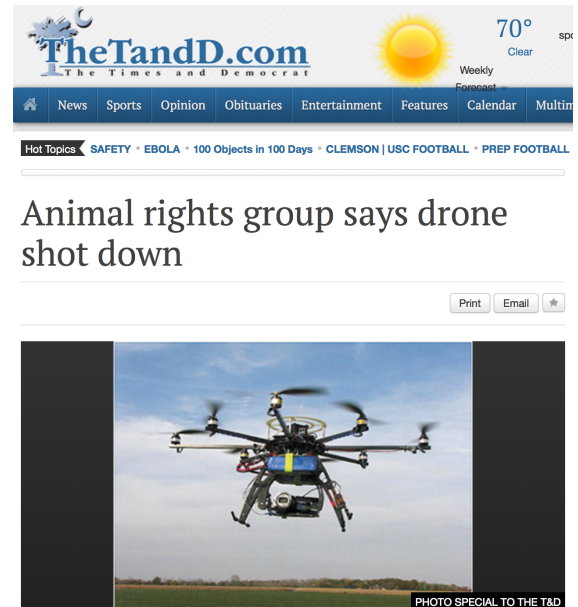 TheTandD.com
The Times and Democrat
70°
Clear
spo
Weekly
Forecast
News Sports Opinion Obituaries Entertainment Features Calendar Multim
Hot Topics SAFETY EBOLA 100 Objects in 100 Days CLEMSON | USC FOOTBALL PREP FOOTBALL
Animal rights group says drone
shot down
Print Email
PHOTO SPECIAL TO THE T&D